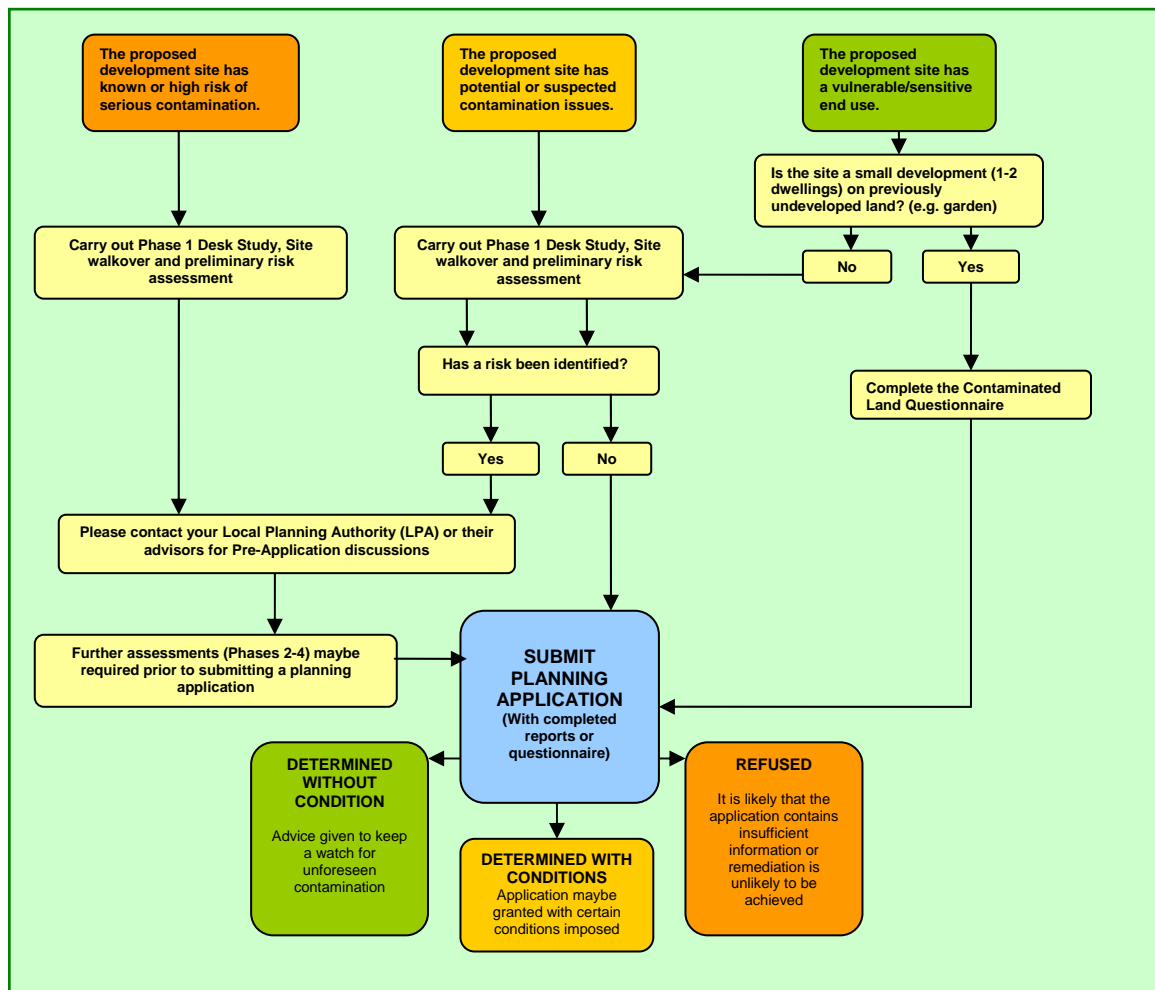 The proposed
development site has
known or high risk of
serious contamination.
The proposed
development site has
potential or suspected
contamination issues.
The proposed
development site has
a vulnerable/sensitive
end use.
Is the site a small development (1-2
dwellings) on previously
undeveloped land? (e.g. garden)
Carry out Phase 1 Desk Study, Site
walkover and preliminary risk
assessment
Carry out Phase 1 Desk Study, Site
walkover and preliminary risk
assessment
No
Yes
Has a risk been identified?
Complete the Contaminated
Land Questionnaire
Yes
No
Please contact your Local Planning Authority (LPA) or their
advisors for Pre-Application discussions
Further assessments (Phases 2-4) maybe
required prior to submitting a planning
application
SUBMIT
PLANNING
APPLICATION
(With completed
reports or
questionnaire)
DETERMINED
WITHOUT
CONDITION
Advice given to keep
a watch for
unforeseen
contamination
DETERMINED WITH
CONDITIONS
Application maybe
granted with certain
conditions imposed
REFUSED
It is likely that the
application contains
insufficient
information or
remediation is
unlikely to be
achieved